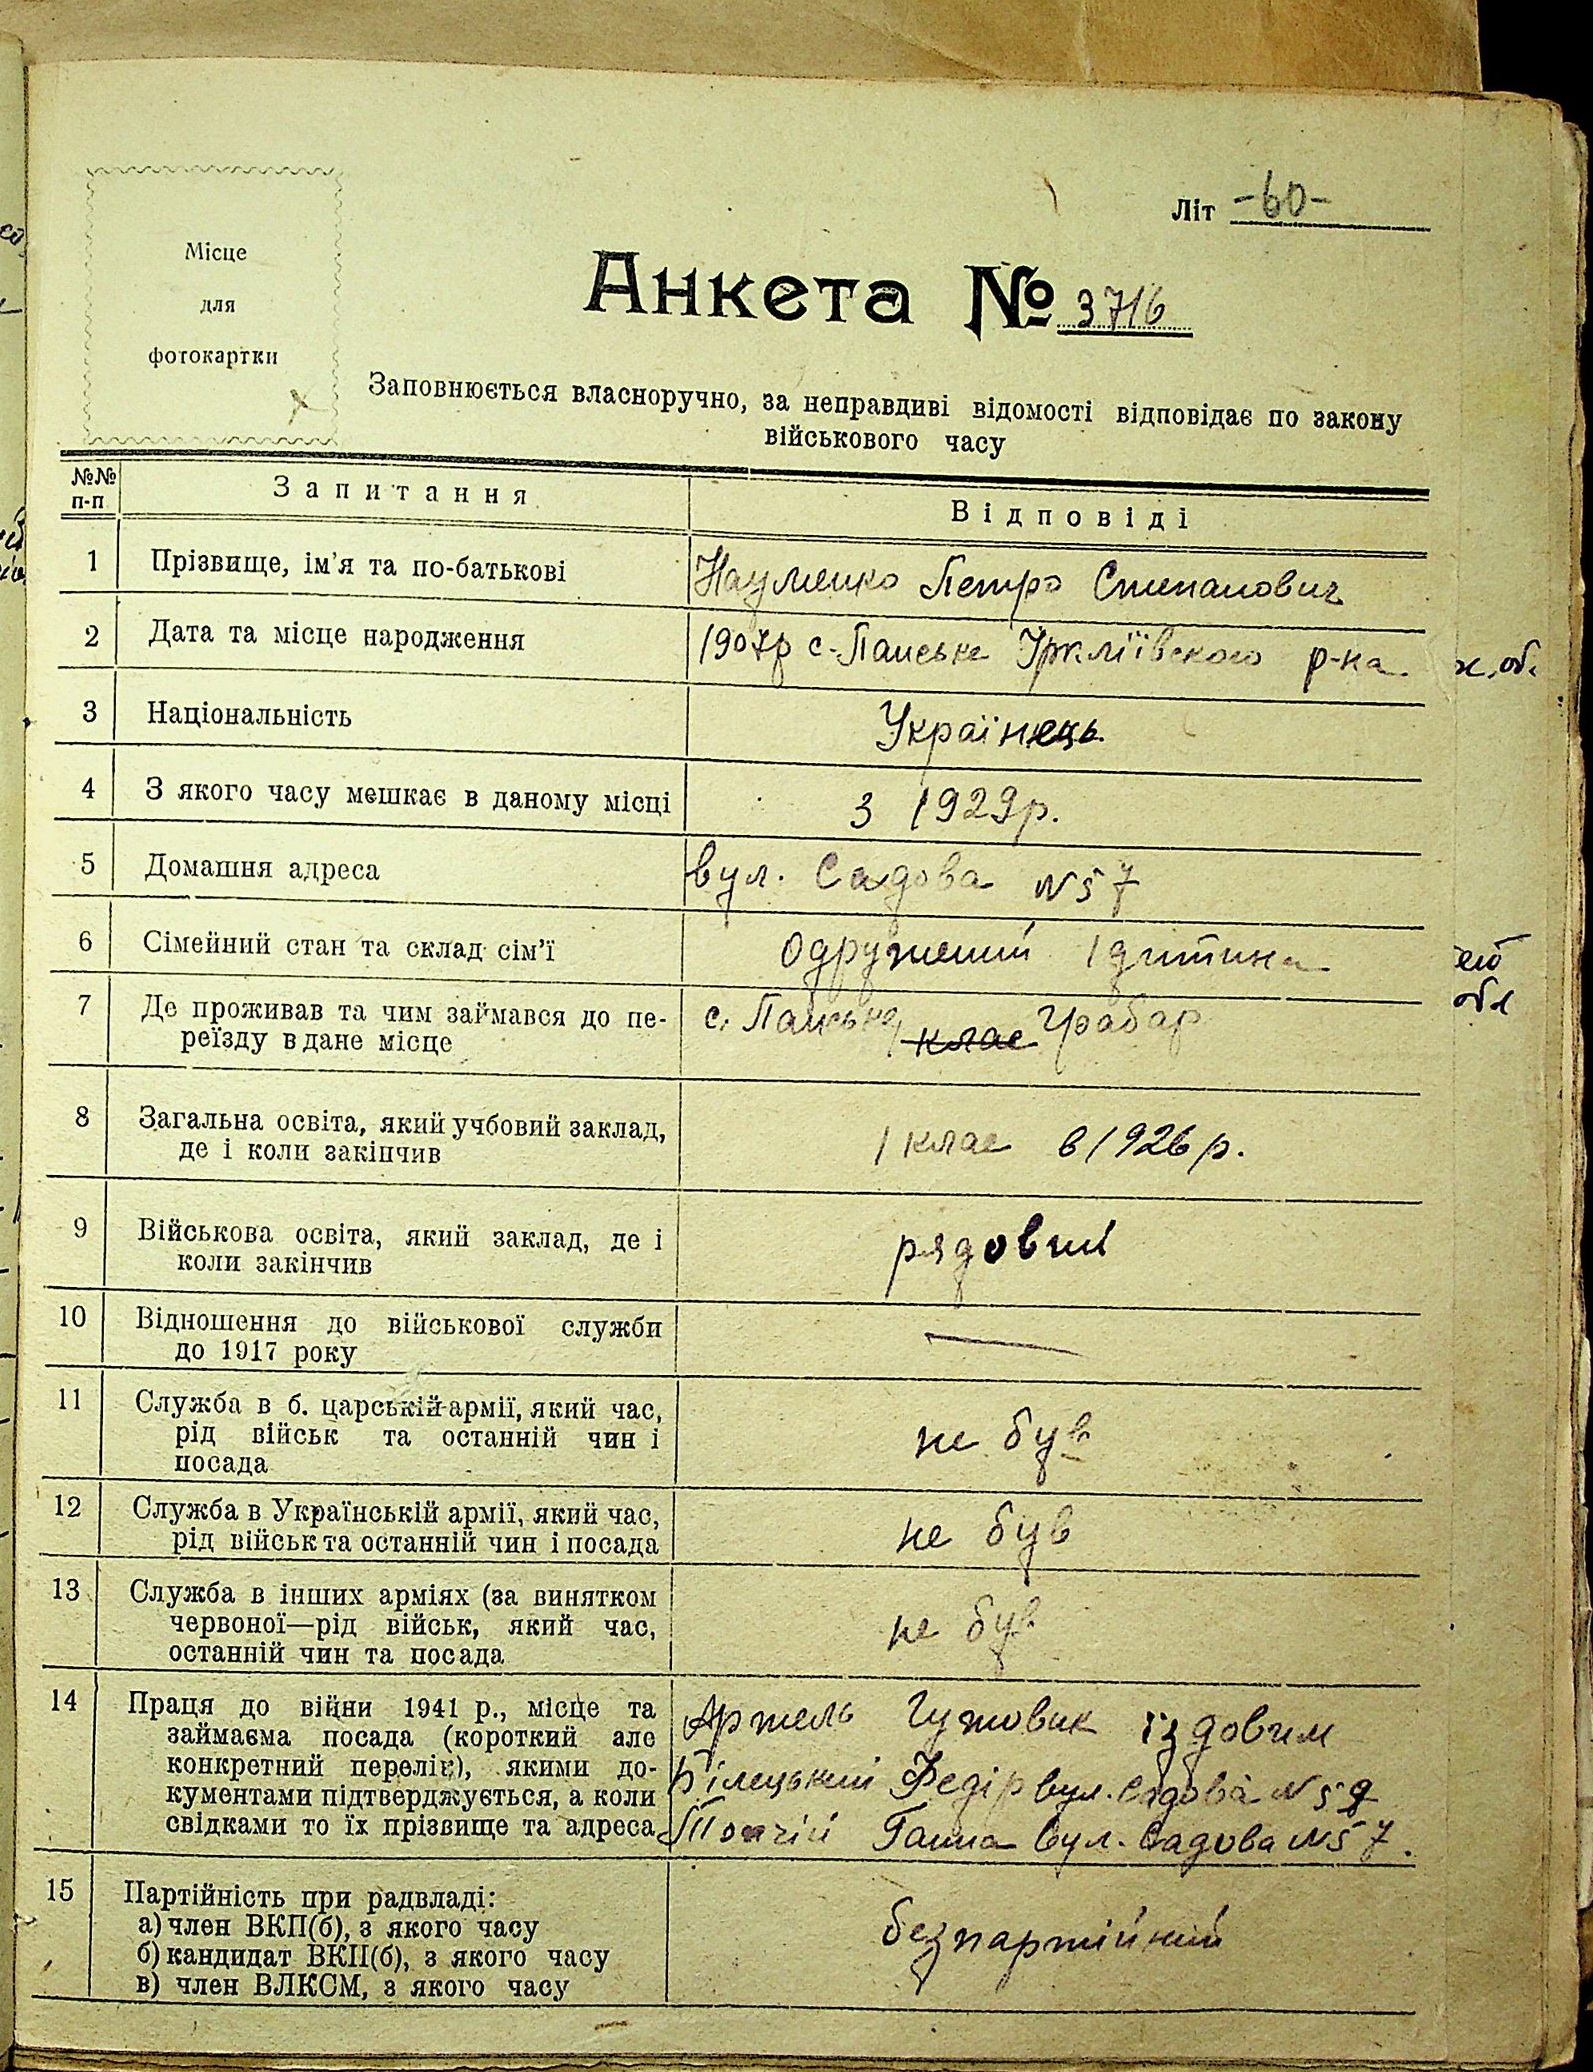 Літ -60-
Місце
для
фотокартки
Анкета № 3716
Заповнюється власноручно, за неправдиві відомості відповідає по закону
військового часу
№№ п-п Запитання Відповіді
1 Прізвище, ім'я та по-батькові Науменко Петро Степанович
2 Дата та місце народження 1907р с. Панське Іркліївского р-на
3 Національність Українець
4 З якого часу мешкає в даному місці з 1929р.
5 Домашня адреса вул. Садова №57
6 Сімейний стан та склад сім'ї Одружений 1 дитина
7 Де проживав та чим займався до пе-
реїзду в дане місце с. Панське, клас Грабар
8 Загальна освіта, який учбовий заклад,
де і коли закінчив 1 клас в 1926 р.
9 Військова освіта, який заклад, де і
коли закінчив рядовий
10 Відношення до військової служби
до 1917 року —
11 Служба в б. царській армії, який час,
рід військ та останній чин і
посада не був
12 Служба в Українській армії, який час,
рід військ та останній чин і посада не був
13 Служба в інших арміях (за винятком
червоної—рід військ, який час,
останній чин та посада не був
14 Праця до війни 1941 р., місце та Артель Гужовик їздовим
займаєма посада (короткий але
конкретний перелік), якими до- Білецький Федір вул. Садова №59
кументами підтверджується, а коли
свідками то їх прізвище та адреса Ганна вул. Садова №57.
15 Партійність при радвладі:
а) член ВКП(б), з якого часу безпартійний
б) кандидат ВКП(б), з якого часу
в) член ВЛКСМ, з якого часу